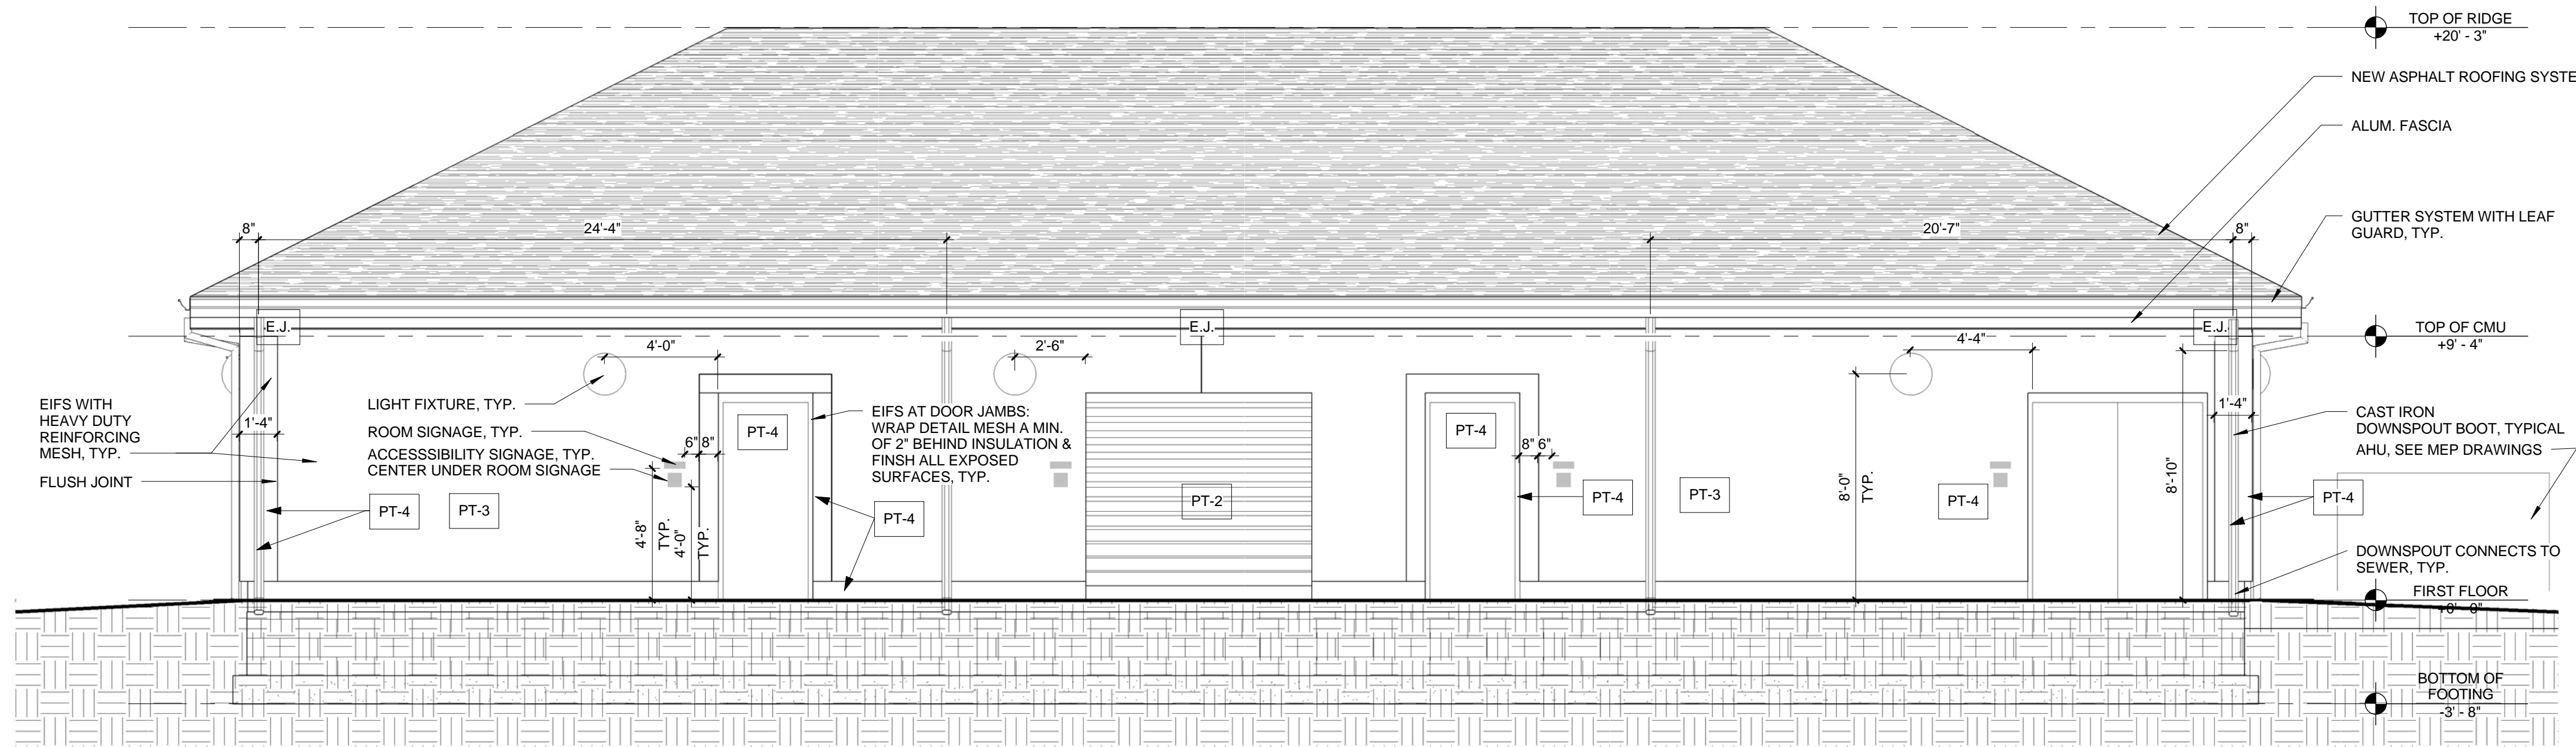 TOP OF RIDGE
+20' - 3"
NEW ASPHALT ROOFING SYSTE
ALUM. FASCIA
GUTTER SYSTEM WITH LEAF
GUARD, TYP.
8"
24'-4"
20'-7"
8"
E.J.
E.J.
E.J.
TOP OF CMU
+9' - 4"
4'-0"
2'-6"
4'-4"
EIFS WITH
HEAVY DUTY
REINFORCING
MESH, TYP.
FLUSH JOINT
1'-4"
LIGHT FIXTURE, TYP.
ROOM SIGNAGE, TYP.
ACCESSSIBILITY SIGNAGE, TYP.
CENTER UNDER ROOM SIGNAGE
6"
8"
PT-4
EIFS AT DOOR JAMBS:
WRAP DETAIL MESH A MIN.
OF 2" BEHIND INSULATION &
FINSH ALL EXPOSED
SURFACES, TYP.
PT-4
8"
6"
1'-4"
CAST IRON
DOWNSPOUT BOOT, TYPICAL
AHU, SEE MEP DRAWINGS
PT-4
PT-3
4'-8"
TYP.
4'-0"
TYP.
PT-4
PT-2
PT-4
PT-3
8'-0"
TYP.
PT-4
8'-10"
PT-4
DOWNSPOUT CONNECTS TO
SEWER, TYP.
FIRST FLOOR
+0' - 0"
BOTTOM OF
FOOTING
-3' - 8"